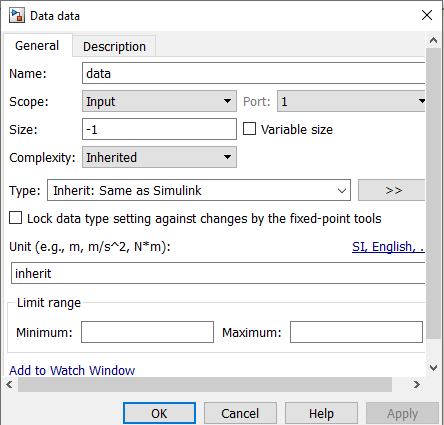 Data data
General Description
Name: data
Scope: Input Port: 1
Size: -1 Variable size
Complexity: Inherited
Type: Inherit: Same as Simulink >>
Lock data type setting against changes by the fixed-point tools
Unit (e.g., m, m/s^2, N*m): SI, English, .
inherit
Limit range
Minimum: Maximum:
Add to Watch Window
OK Cancel Help Apply